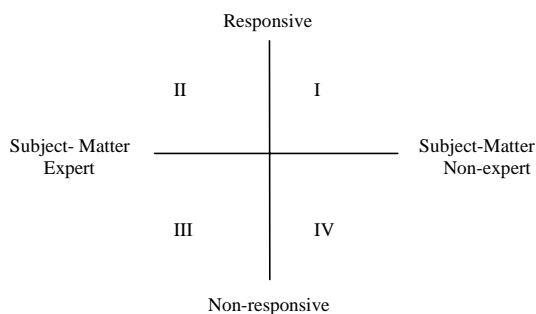 Responsive
II
I
Subject- Matter
Expert
Subject-Matter
Non-expert
III
IV
Non-responsive